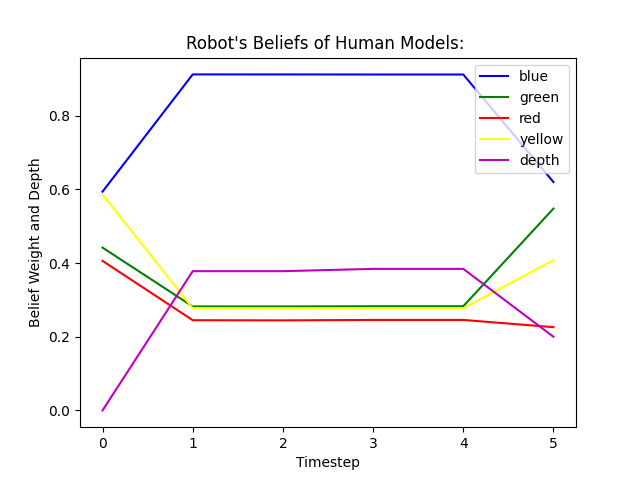 Robot's Beliefs of Human Models:
blue
green
red
yellow
depth
Belief Weight and Depth
0.8
0.6
0.4
0.2
0.0
0 1 2 3 4 5
Timestep